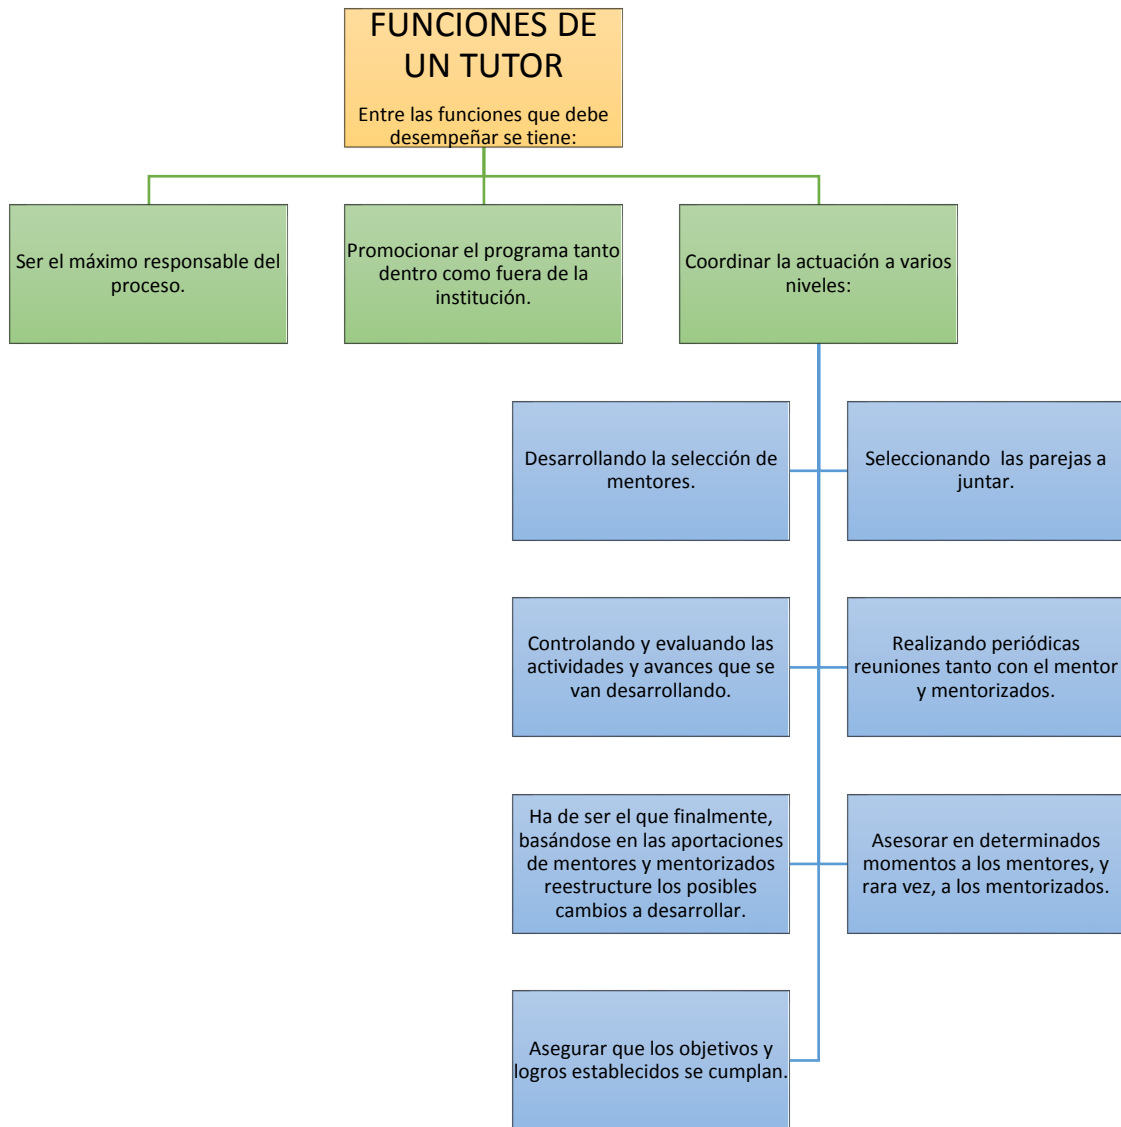 FUNCIONES DE
UN TUTOR
Entre las funciones que debe
desempeñar se tiene:
Ser el máximo responsable del
proceso.
Promocionar el programa tanto
dentro como fuera de la
institución.
Coordinar la actuación a varios
niveles:
Desarrollando la selección de
mentores.
Seleccionando  las parejas a
juntar.
Controlando y evaluando las
actividades y avances que se
van desarrollando.
Realizando periódicas
reuniones tanto con el mentor
y mentorizados.
Ha de ser el que finalmente,
basándose en las aportaciones
de mentores y mentorizados
reestructure los posibles
cambios a desarrollar.
Asesorar en determinados
momentos a los mentores, y
rara vez, a los mentorizados.
Asegurar que los objetivos y
logros establecidos se cumplan.